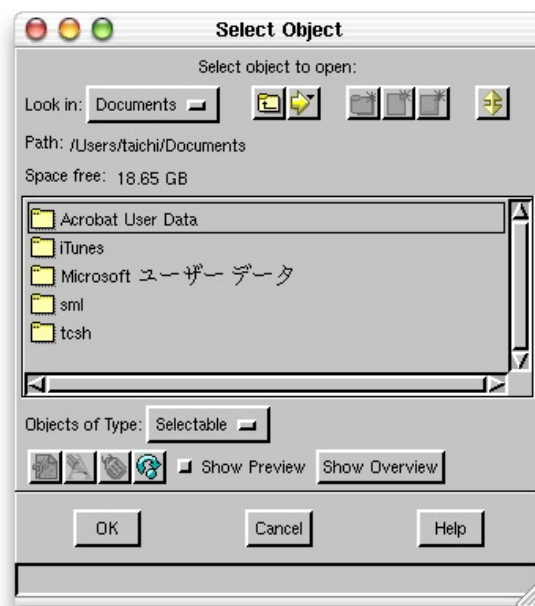 Select Object
Select object to open:
Look in: Documents
Path: /Users/taichi/Documents
Space free: 18.65 GB
Acrobat User Data
iTunes
Microsoft ユーザーデータ
sml
tcsh
Objects of Type: Selectable
Show Preview Show Overview
OK Cancel Help